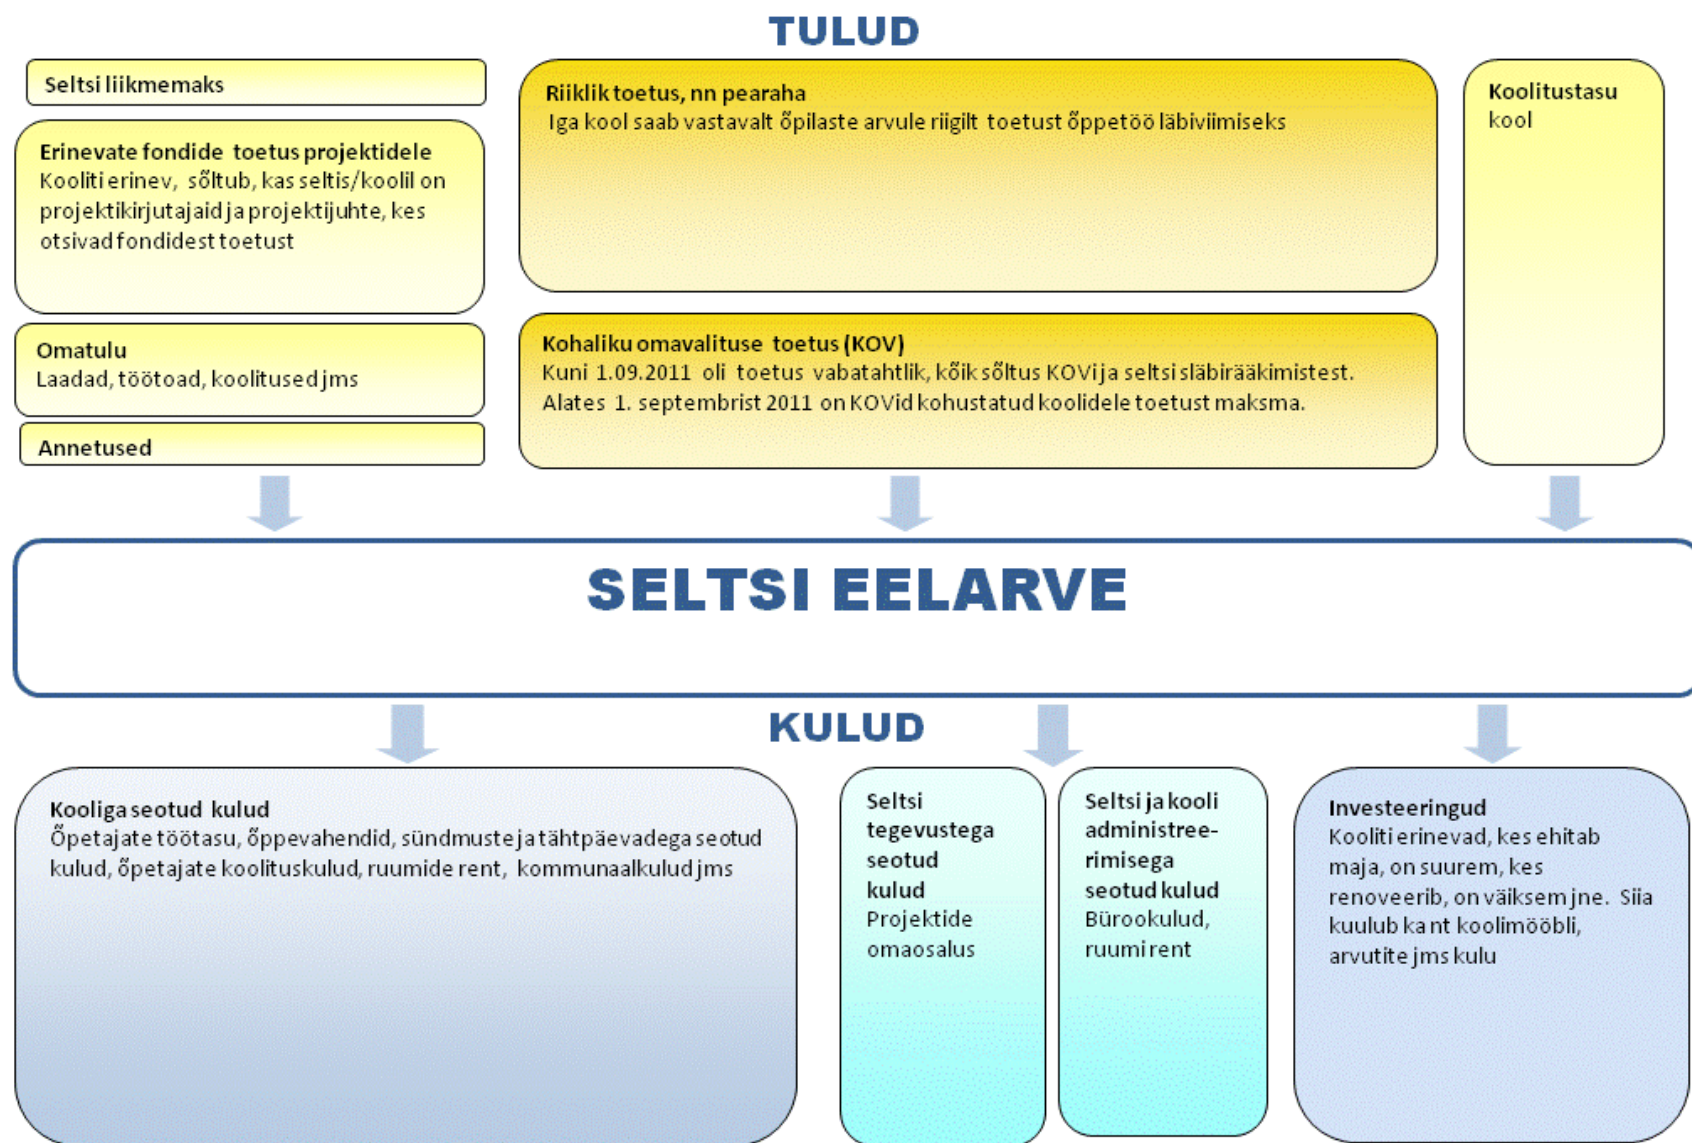 TULUD
Seltsi liikmemaks
Erinevate fondide toetus projektidele
Kooliti erinev, sõltub, kas seltis/koolil on
projektikirjutajaid ja projektijuhte, kes
otsivad fondidest toetust
Omatulu
Laadad, töötoad, koolitused jms
Annetused
Riiklik toetus, nn pearaha
Iga kool saab vastavalt õpilaste arvule riigilt toetust õppetöö läbiviimiseks
Kohaliku omavalituse toetus (KOV)
Kuni 1.09.2011 oli toetus vabatahtlik, kõik sõltus KOVi ja seltsi släbirääkimistest.
Alates 1. septembrist 2011 on KOVid kohustatud koolidele toetust maksma.
Koolitustasu
kool
SELTSI EELARVE
KULUD
Kooliga seotud kulud
Õpetajate töötasu, õppevahendid, sündmuste ja tähtpäevadega seotud
kulud, õpetajate koolituskulud, ruumide rent, kommunaalkulud jms
Seltsi
tegevustega
seotud
kulud
Projektide
omaosalus
Seltsi ja kooli
administree-
rimisega
seotud kulud
Bürookulud,
ruumi rent
Investeeringud
Kooliti erinevad, kes ehitab
maja, on suurem, kes
renoveerib, on väiksem jne. Siia
kuulub ka nt koolimööbli,
arvutite jms kulu